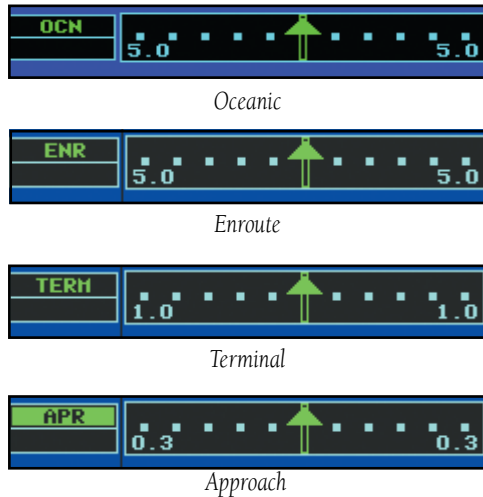 OCN
5.0 5.0
Oceanic
ENR
5.0 5.0
Enroute
TERM
1.0 1.0
Terminal
APR
0.3 0.3
Approach